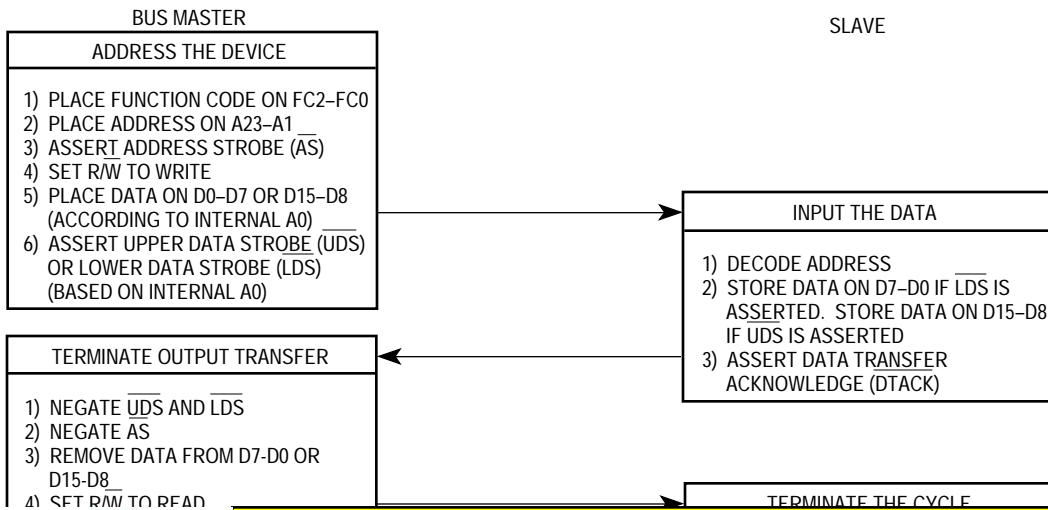 BUS MASTER
ADDRESS THE DEVICE
1) PLACE FUNCTION CODE ON FC2–FC0
2) PLACE ADDRESS ON A23–A1
3) ASSERT ADDRESS STROBE (AS)
4) SET R/W TO WRITE
5) PLACE DATA ON D0–D7 OR D15–D8
(ACCORDING TO INTERNAL A0)
6) ASSERT UPPER DATA STROBE (UDS)
OR LOWER DATA STROBE (LDS)
(BASED ON INTERNAL A0)
SLAVE
INPUT THE DATA
1) DECODE ADDRESS
2) STORE DATA ON D7–D0 IF LDS IS
ASSERTED. STORE DATA ON D15–D8
IF UDS IS ASSERTED
3) ASSERT DATA TRANSFER
ACKNOWLEDGE (DTACK)
TERMINATE OUTPUT TRANSFER
1) NEGATE UDS AND LDS
2) NEGATE AS
3) REMOVE DATA FROM D7-D0 OR
D15-D8
4) SET R/W TO READ
TERMINATE THE CYCLE